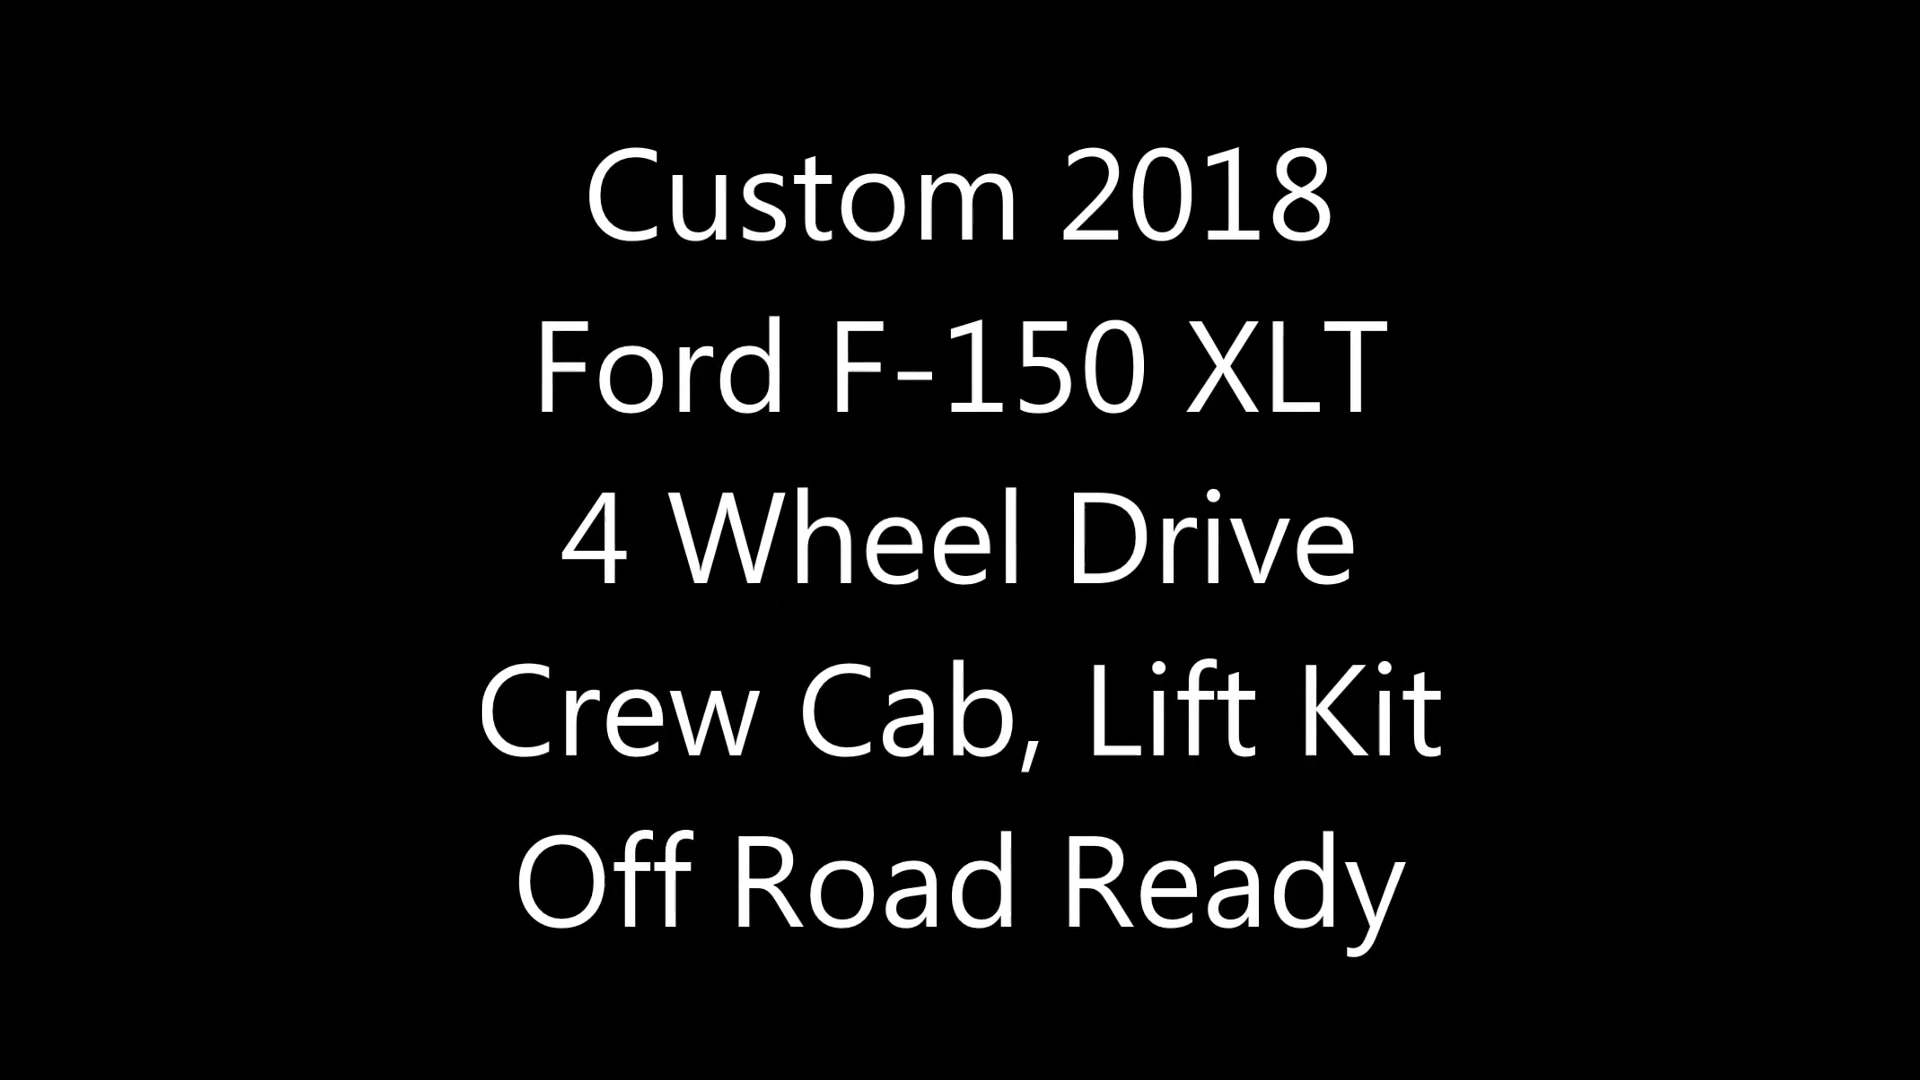 Custom 2018
Ford F-150 XLT
4 Wheel Drive
Crew Cab, Lift Kit
Off Road Ready